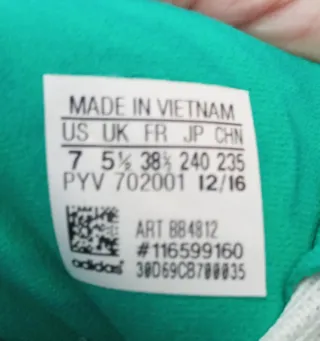 MADE IN VIETNAM
US UK FR JP CHN
7 5½ 38⅔ 240 235
PYV 702001 12/16
ART BB4812
#116599160
adidas 30D69CB700035